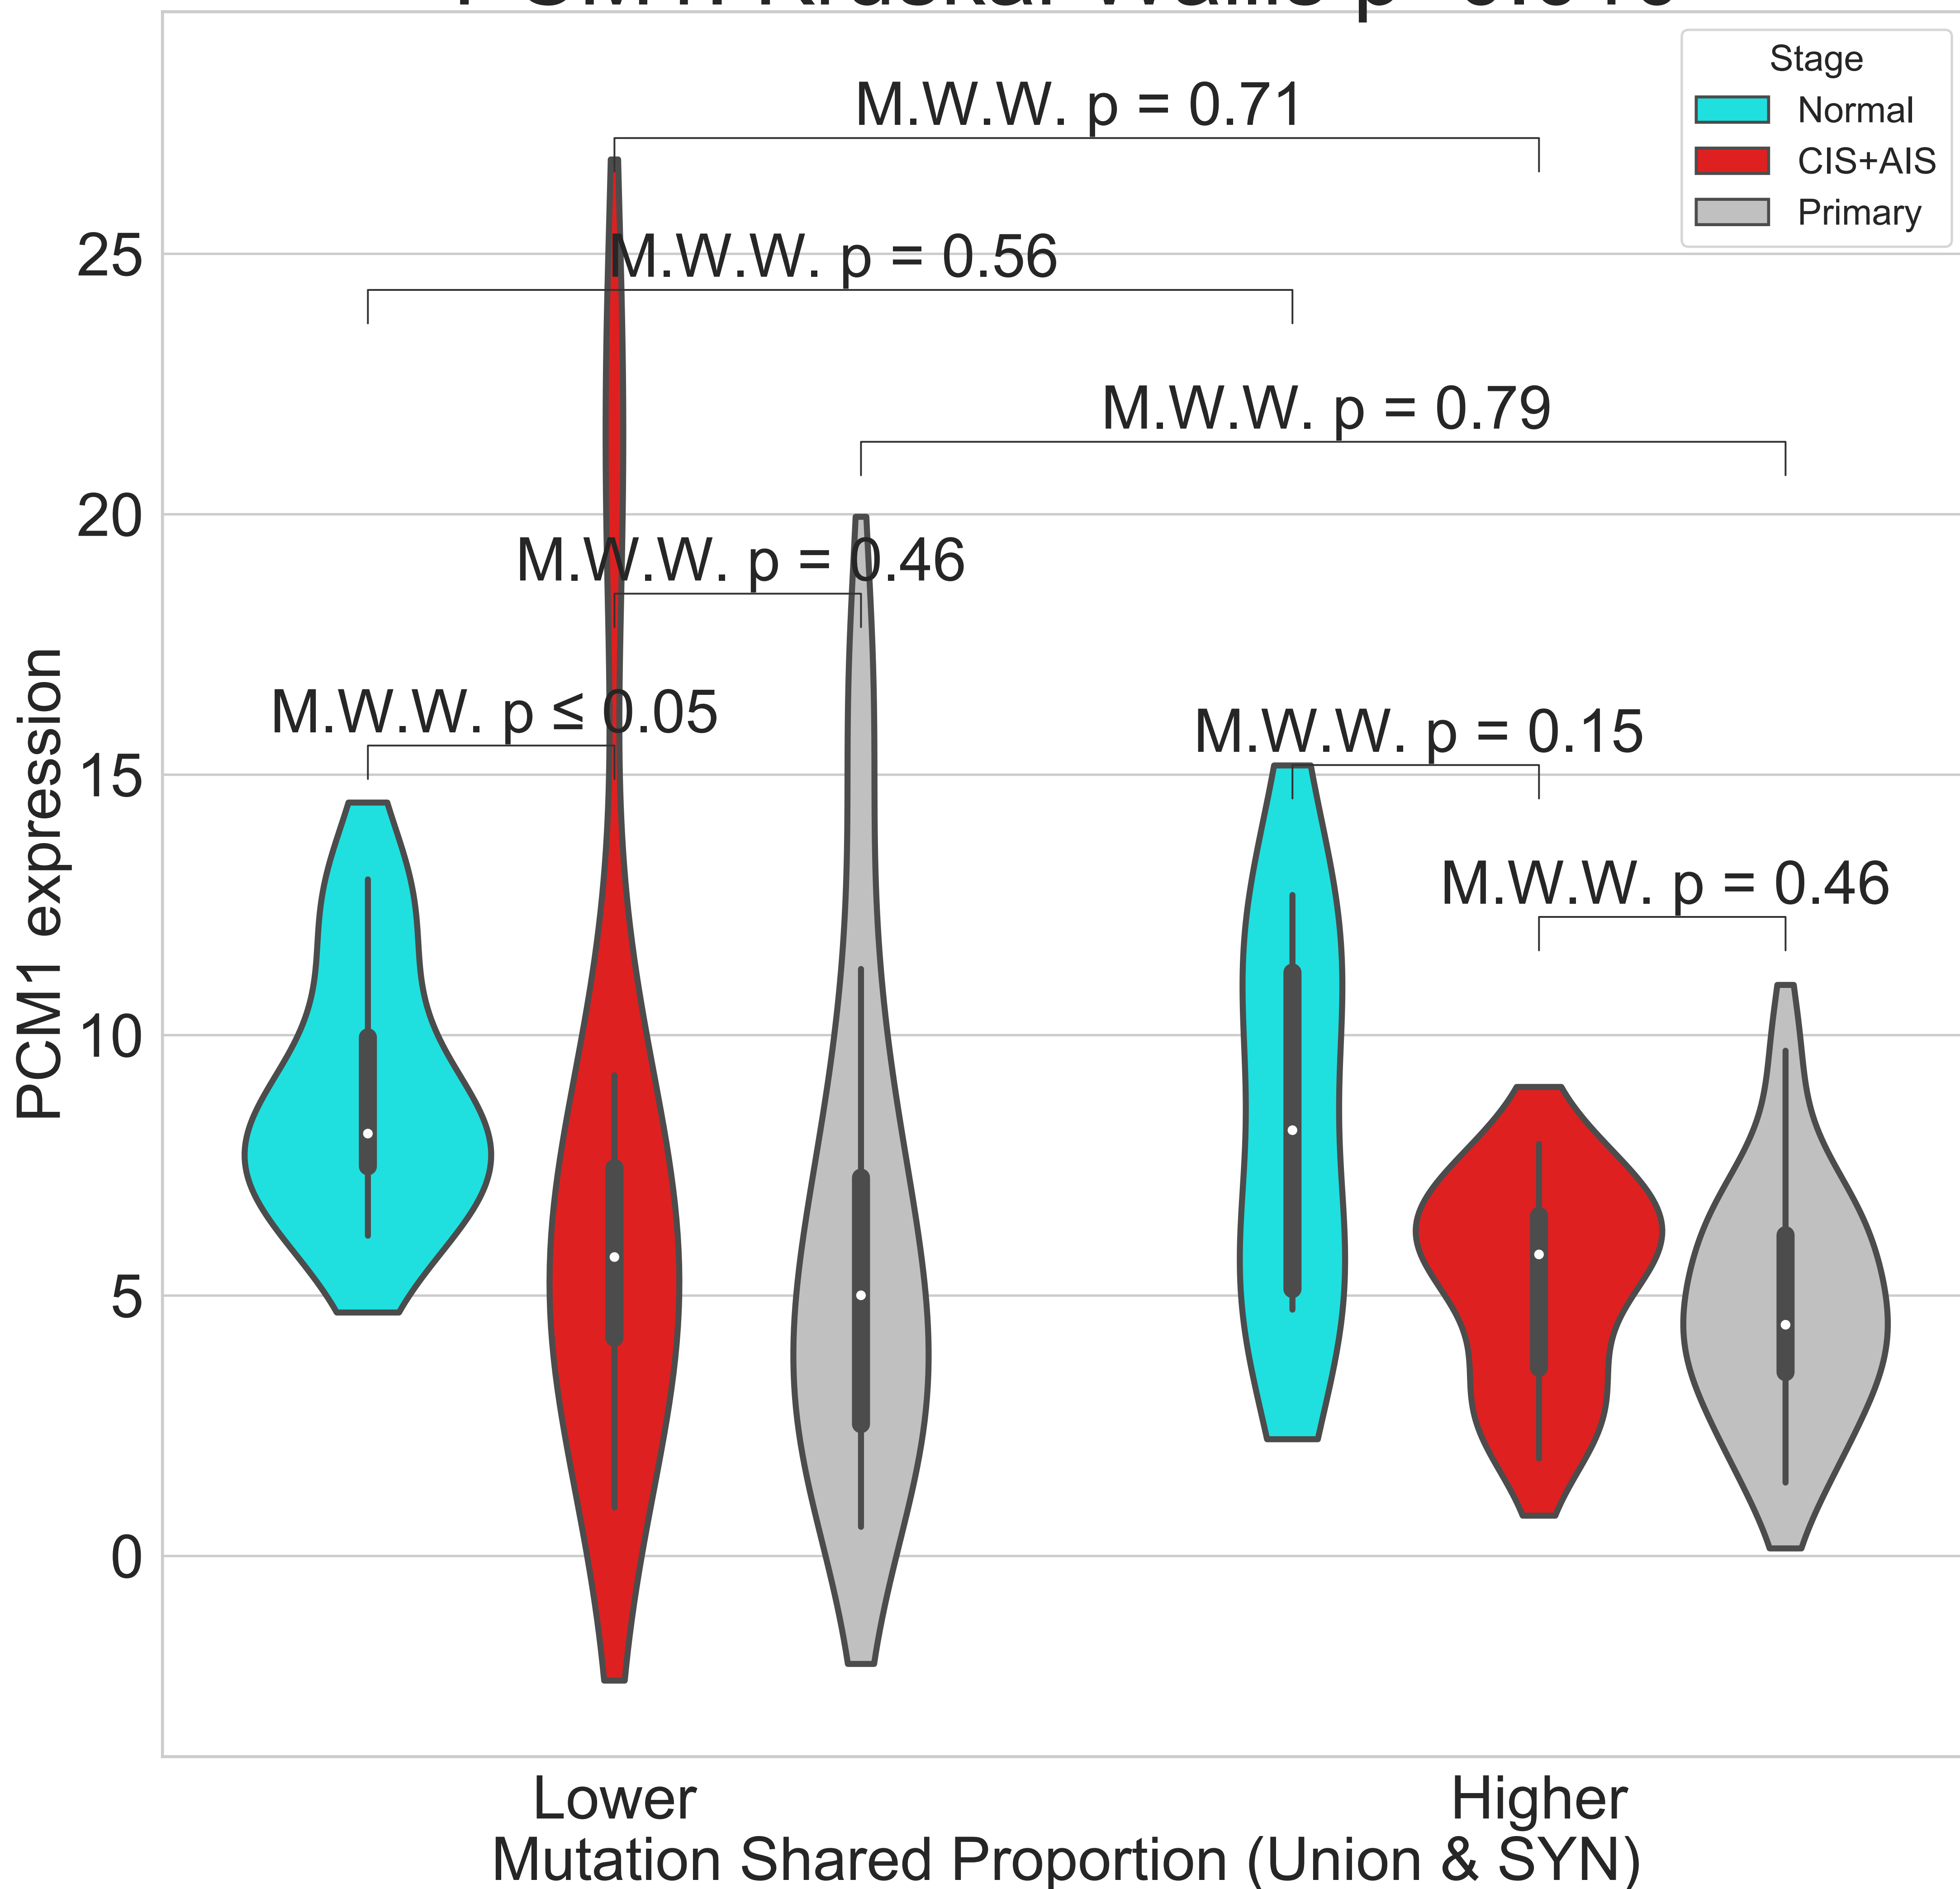 Stage
Normal
CIS+AIS
Primary
M.W.W. p = 0.71
M.W.W. p = 0.56
M.W.W. p = 0.79
M.W.W. p = 0.46
M.W.W. p ≤ 0.05
M.W.W. p = 0.15
M.W.W. p = 0.46
25
20
15
10
5
0
PCM1 expression
Lower
Higher
Mutation Shared Proportion (Union & SYN)